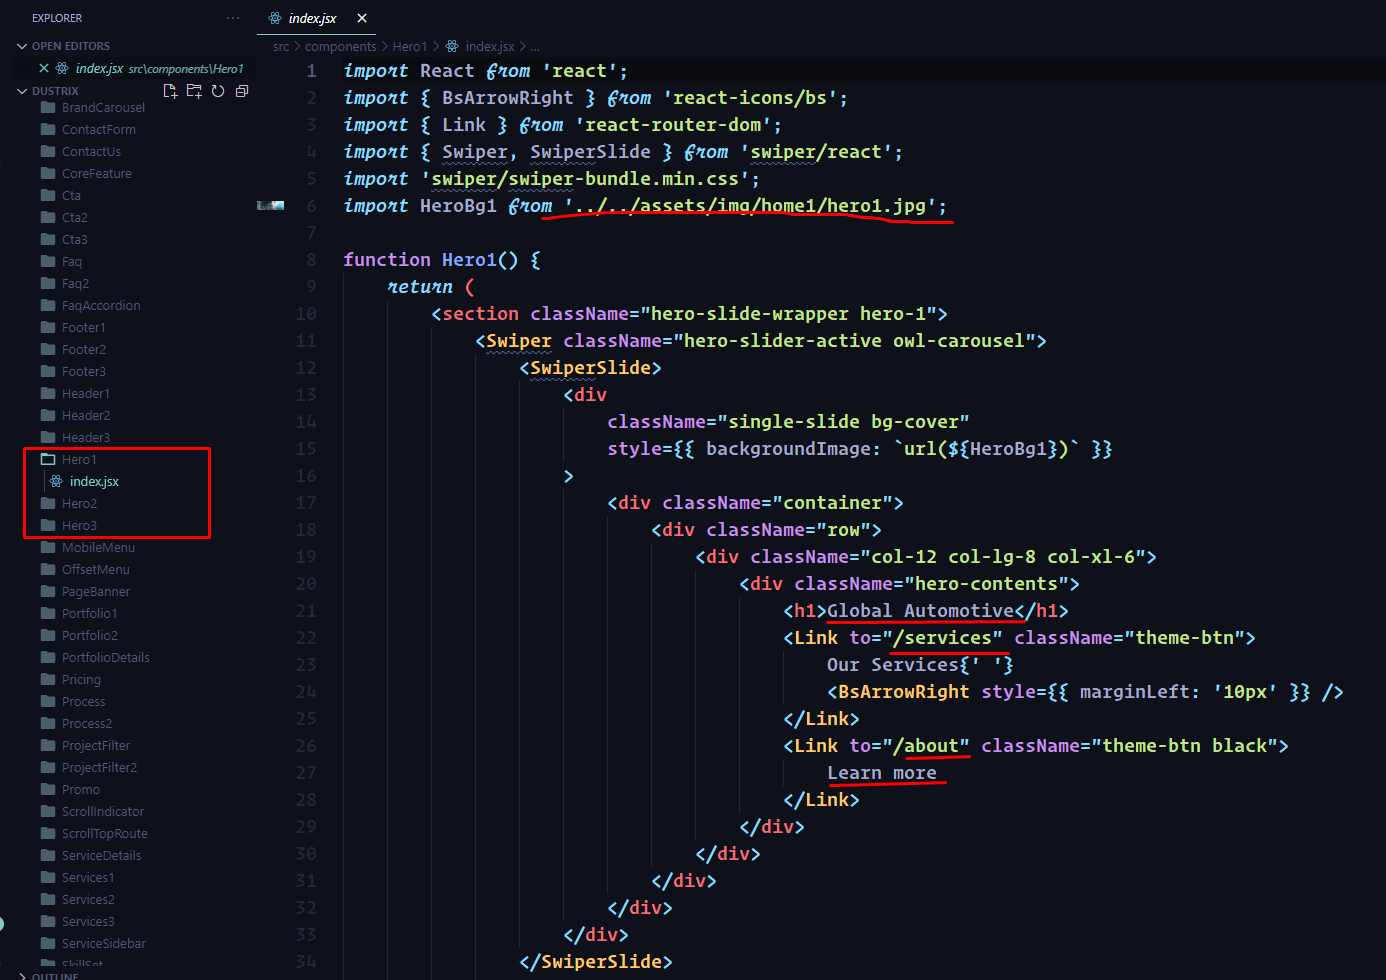 EXPLORER
···
OPEN EDITORS
index.jsx src\components\Hero1
DUSTRIX
BrandCarousel
ContactForm
ContactUs
CoreFeature
Cta
Cta2
Cta3
Faq
Faq2
FaqAccordion
Footer1
Footer2
Footer3
Header1
Header2
Header3
Hero1
index.jsx
Hero2
Hero3
MobileMenu
OffsetMenu
PageBanner
Portfolio1
Portfolio2
PortfolioDetails
Pricing
Process
Process2
ProjectFilter
ProjectFilter2
Promo
ScrollIndicator
ScrollTopRoute
ServiceDetails
Services1
Services2
Services3
ServiceSidebar
SkillSet
OUTLINE
index.jsx
src > components > Hero1 > index.jsx > ...
1 import React from 'react';
2 import { BsArrowRight } from 'react-icons/bs';
3 import { Link } from 'react-router-dom';
4 import { Swiper, SwiperSlide } from 'swiper/react';
5 import 'swiper/swiper-bundle.min.css';
6 import HeroBg1 from '../../assets/img/home1/hero1.jpg';
7
8 function Hero1() {
9 return (
10 <section className="hero-slide-wrapper hero-1">
11 <Swiper className="hero-slider-active owl-carousel">
12 <SwiperSlide>
13 <div
14 className="single-slide bg-cover"
15 style={{ backgroundImage: `url(${HeroBg1})` }}
16 >
17 <div className="container">
18 <div className="row">
19 <div className="col-12 col-lg-8 col-xl-6">
20 <div className="hero-contents">
21 <h1>Global Automotive</h1>
22 <Link to="/services" className="theme-btn">
23 Our Services{' '}
24 <BsArrowRight style={{ marginLeft: '10px' }} />
25 </Link>
26 <Link to="/about" className="theme-btn black">
27 Learn more
28 </Link>
29 </div>
30 </div>
31 </div>
32 </div>
33 </div>
34 </SwiperSlide>